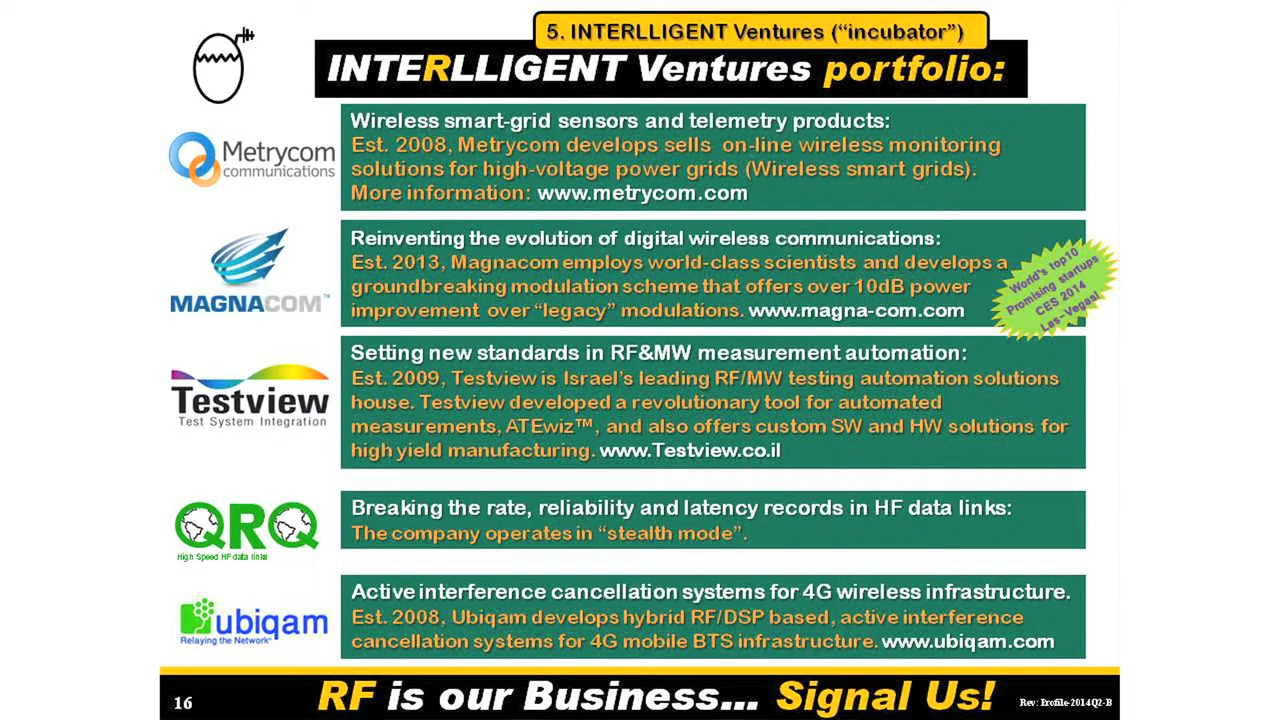 5. INTERLLIGENT Ventures (“incubator”)
INTERLLIGENT Ventures portfolio:
Metrycom
communications
Wireless smart-grid sensors and telemetry products:
Est. 2008, Metrycom develops sells on-line wireless monitoring
solutions for high-voltage power grids (Wireless smart grids).
More information: www.metrycom.com
MAGNACOM™
Reinventing the evolution of digital wireless communications:
Est. 2013, Magnacom employs world-class scientists and develops a
groundbreaking modulation scheme that offers over 10dB power
improvement over “legacy” modulations. www.magna-com.com
World's top10
Promising startups
CES 2014
Las-Vegas!
Testview
Test System Integration
Setting new standards in RF&MW measurement automation:
Est. 2009, Testview is Israel's leading RF/MW testing automation solutions
house. Testview developed a revolutionary tool for automated
measurements, ATEwiz™, and also offers custom SW and HW solutions for
high yield manufacturing. www.Testview.co.il
QRQ
High Speed HF data links
Breaking the rate, reliability and latency records in HF data links:
The company operates in “stealth mode”.
ubiqam
Relaying the Network®
Active interference cancellation systems for 4G wireless infrastructure.
Est. 2008, Ubiqam develops hybrid RF/DSP based, active interference
cancellation systems for 4G mobile BTS infrastructure. www.ubiqam.com
16
RF is our Business... Signal Us!
Rev: Erofile-2014Q2-B